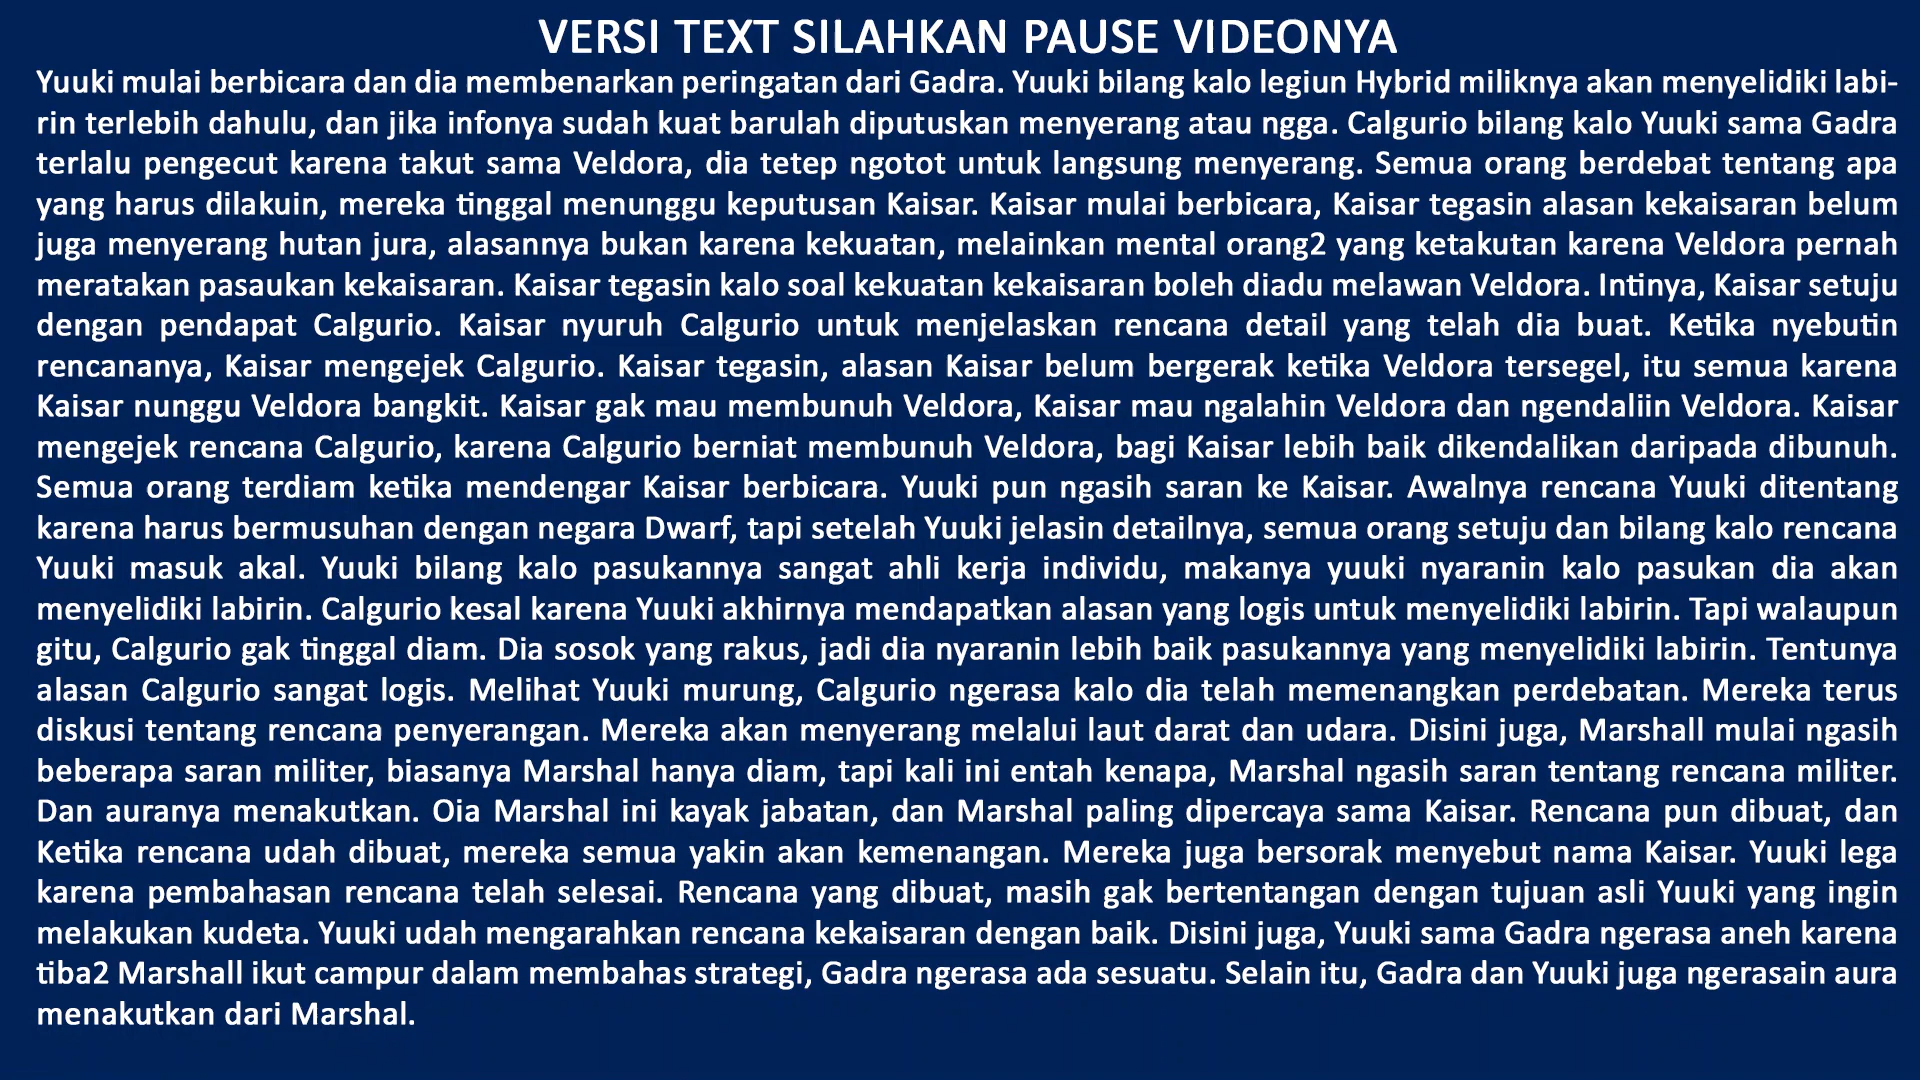 VERSI TEXT SILAHKAN PAUSE VIDEONYA
Yuuki mulai berbicara dan dia membenarkan peringatan dari Gadra. Yuuki bilang kalo legiun Hybrid miliknya akan menyelidiki labi-
rin terlebih dahulu, dan jika infonya sudah kuat barulah diputuskan menyerang atau ngga. Calgurio bilang kalo Yuuki sama Gadra
terlalu pengecut karena takut sama Veldora, dia tetep ngotot untuk langsung menyerang. Semua orang berdebat tentang apa
yang harus dilakuin, mereka tinggal menunggu keputusan Kaisar. Kaisar mulai berbicara, Kaisar tegasin alasan kekaisaran belum
juga menyerang hutan jura, alasannya bukan karena kekuatan, melainkan mental orang2 yang ketakutan karena Veldora pernah
meratakan pasaukan kekaisaran. Kaisar tegasin kalo soal kekuatan kekaisaran boleh diadu melawan Veldora. Intinya, Kaisar setuju
dengan pendapat Calgurio. Kaisar nyuruh Calgurio untuk menjelaskan rencana detail yang telah dia buat. Ketika nyebutin
rencananya, Kaisar mengejek Calgurio. Kaisar tegasin, alasan Kaisar belum bergerak ketika Veldora tersegel, itu semua karena
Kaisar nunggu Veldora bangkit. Kaisar gak mau membunuh Veldora, Kaisar mau ngalahin Veldora dan ngendaliin Veldora. Kaisar
mengejek rencana Calgurio, karena Calgurio berniat membunuh Veldora, bagi Kaisar lebih baik dikendalikan daripada dibunuh.
Semua orang terdiam ketika mendengar Kaisar berbicara. Yuuki pun ngasih saran ke Kaisar. Awalnya rencana Yuuki ditentang
karena harus bermusuhan dengan negara Dwarf, tapi setelah Yuuki jelasin detailnya, semua orang setuju dan bilang kalo rencana
Yuuki masuk akal. Yuuki bilang kalo pasukannya sangat ahli kerja individu, makanya yuuki nyaranin kalo pasukan dia akan
menyelidiki labirin. Calgurio kesal karena Yuuki akhirnya mendapatkan alasan yang logis untuk menyelidiki labirin. Tapi walaupun
gitu, Calgurio gak tinggal diam. Dia sosok yang rakus, jadi dia nyaranin lebih baik pasukannya yang menyelidiki labirin. Tentunya
alasan Calgurio sangat logis. Melihat Yuuki murung, Calgurio ngerasa kalo dia telah memenangkan perdebatan. Mereka terus
diskusi tentang rencana penyerangan. Mereka akan menyerang melalui laut darat dan udara. Disini juga, Marshall mulai ngasih
beberapa saran militer, biasanya Marshal hanya diam, tapi kali ini entah kenapa, Marshal ngasih saran tentang rencana militer.
Dan auranya menakutkan. Oia Marshal ini kayak jabatan, dan Marshal paling dipercaya sama Kaisar. Rencana pun dibuat, dan
Ketika rencana udah dibuat, mereka semua yakin akan kemenangan. Mereka juga bersorak menyebut nama Kaisar. Yuuki lega
karena pembahasan rencana telah selesai. Rencana yang dibuat, masih gak bertentangan dengan tujuan asli Yuuki yang ingin
melakukan kudeta. Yuuki udah mengarahkan rencana kekaisaran dengan baik. Disini juga, Yuuki sama Gadra ngerasa aneh karena
tiba2 Marshall ikut campur dalam membahas strategi, Gadra ngerasa ada sesuatu. Selain itu, Gadra dan Yuuki juga ngerasain aura
menakutkan dari Marshal.